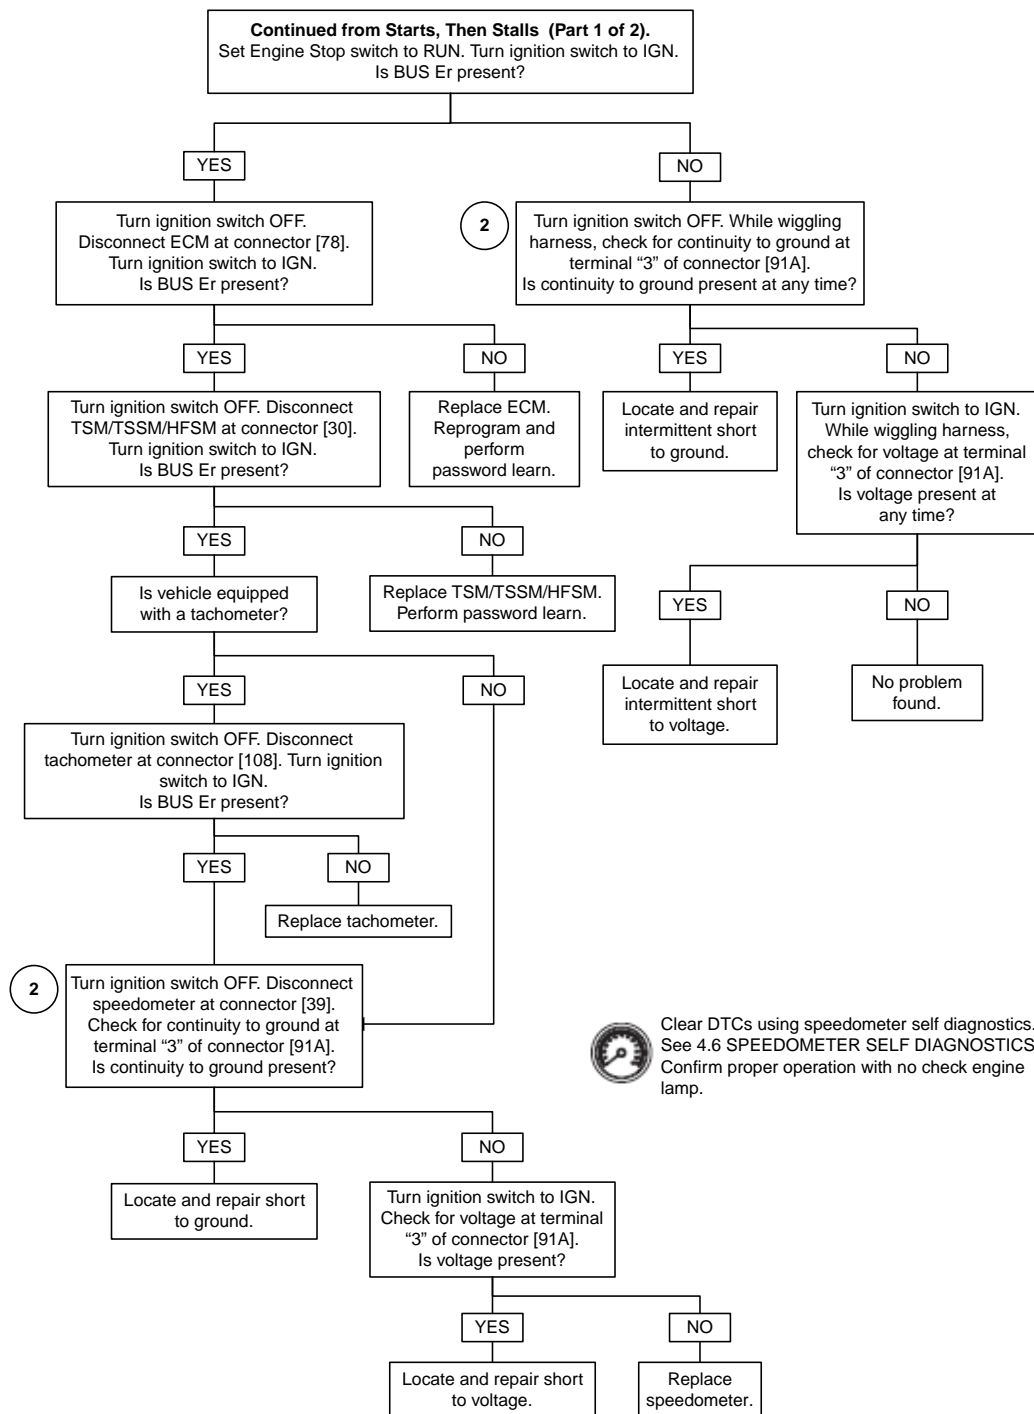 Continued from Starts, Then Stalls (Part 1 of 2).
Set Engine Stop switch to RUN. Turn ignition switch to IGN.
Is BUS Er present?
YES
NO
Turn ignition switch OFF.
Disconnect ECM at connector [78].
Turn ignition switch to IGN.
Is BUS Er present?
2
Turn ignition switch OFF. While wiggling
harness, check for continuity to ground at
terminal “3” of connector [91A].
Is continuity to ground present at any time?
YES
NO
YES
NO
Turn ignition switch OFF. Disconnect
TSM/TSSM/HFSM at connector [30].
Turn ignition switch to IGN.
Is BUS Er present?
Replace ECM.
Reprogram and
perform
password learn.
Locate and repair
intermittent short
to ground.
Turn ignition switch to IGN.
While wiggling harness,
check for voltage at terminal
“3” of connector [91A].
Is voltage present at
any time?
YES
NO
Is vehicle equipped
with a tachometer?
Replace TSM/TSSM/HFSM.
Perform password learn.
YES
NO
Locate and repair
intermittent short
to voltage.
No problem
found.
YES
NO
Turn ignition switch OFF. Disconnect
tachometer at connector [108]. Turn ignition
switch to IGN.
Is BUS Er present?
YES
NO
Replace tachometer.
2
Turn ignition switch OFF. Disconnect
speedometer at connector [39].
Check for continuity to ground at
terminal “3” of connector [91A].
Is continuity to ground present?
Clear DTCs using speedometer self diagnostics.
See 4.6 SPEEDOMETER SELF DIAGNOSTICS
Confirm proper operation with no check engine
lamp.
YES
NO
Locate and repair short
to ground.
Turn ignition switch to IGN.
Check for voltage at terminal
“3” of connector [91A].
Is voltage present?
YES
NO
Locate and repair short
to voltage.
Replace
speedometer.